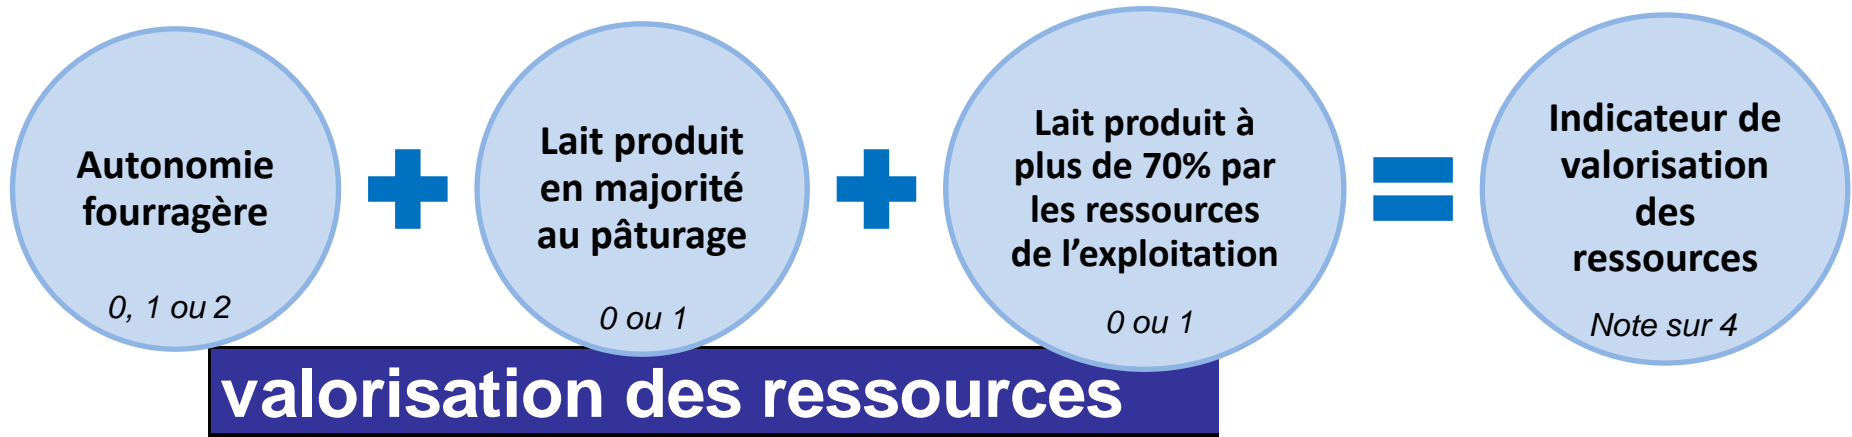 Autonomie
fourragère
0, 1 ou 2
Lait produit
en majorité
au pâturage
0 ou 1
Lait produit à
plus de 70% par
les ressources
de l’exploitation
0 ou 1
Indicateur de
valorisation
des
ressources
Note sur 4
valorisation des ressources